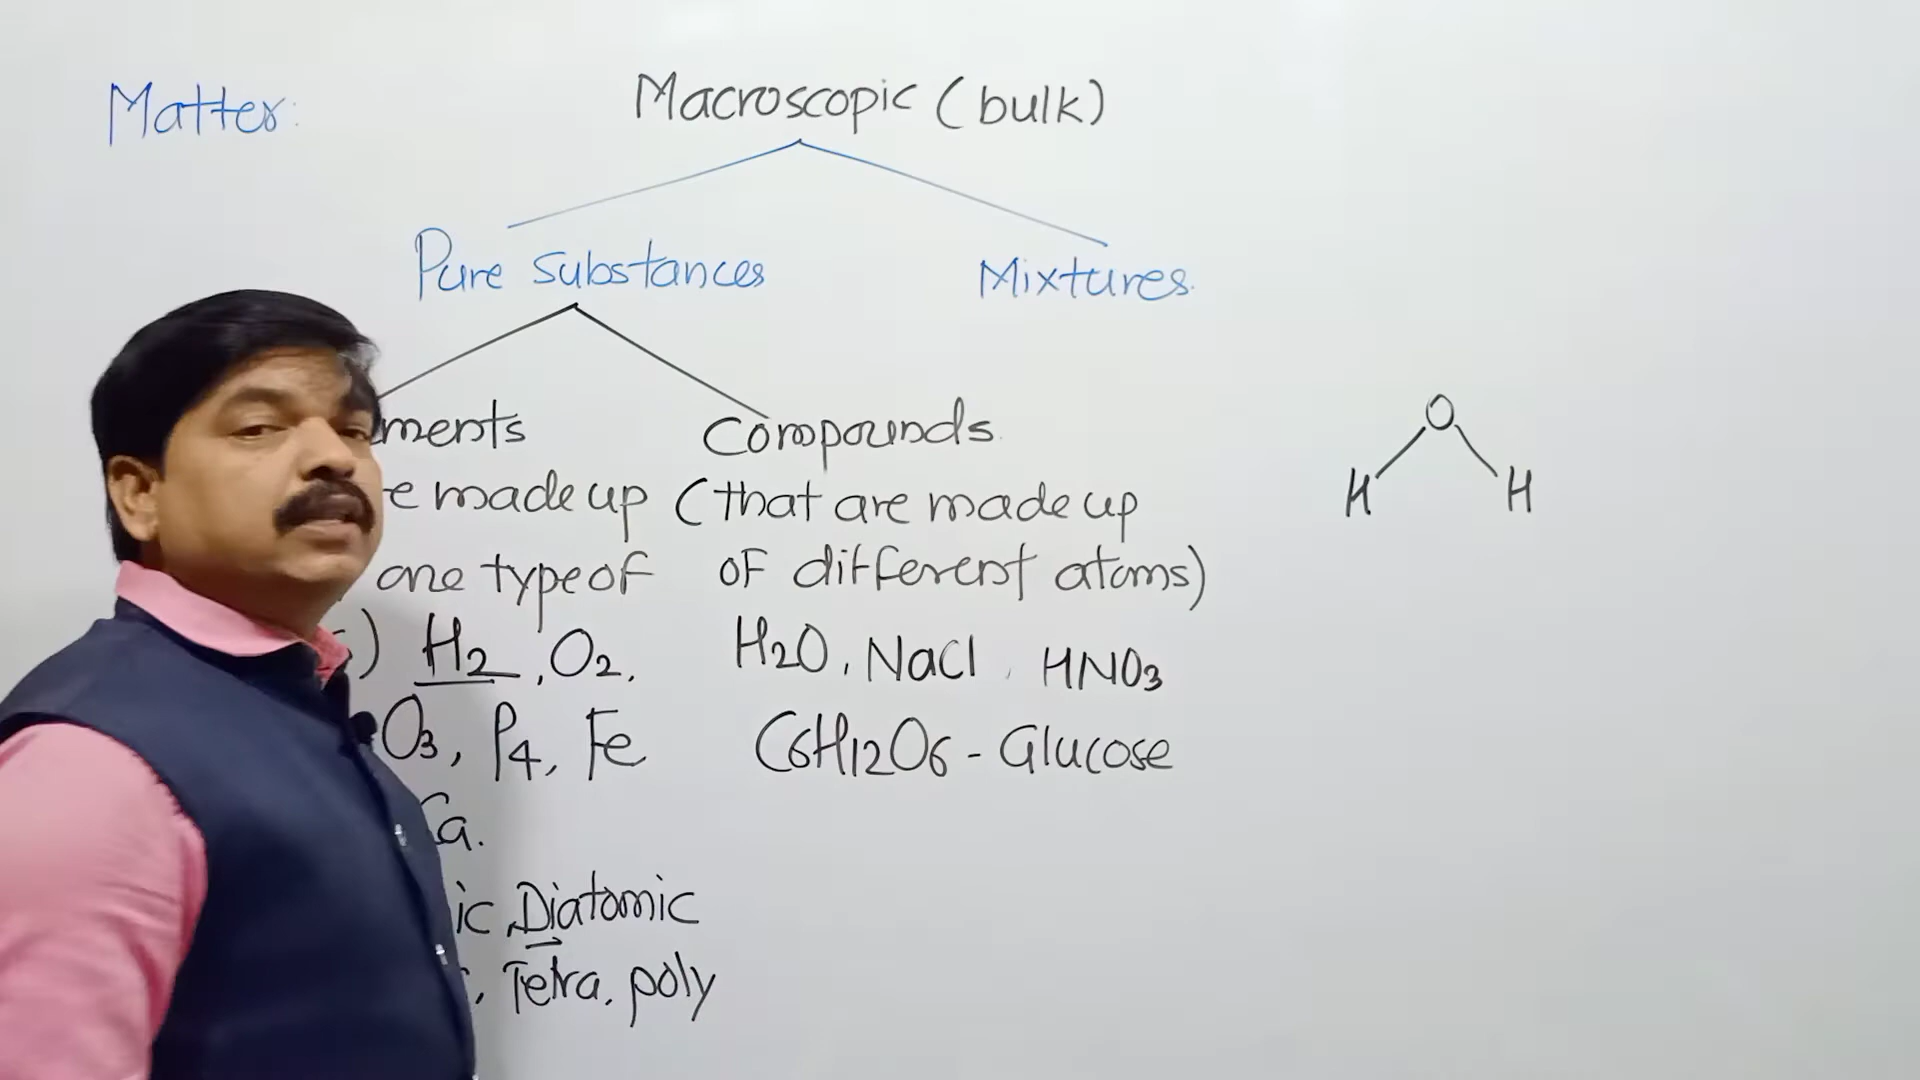 Matter:
Macroscopic (bulk)
Pure substances
Mixtures.
ments
Compounds.
e made up
(that are made up
one type of
of different atoms)
) H2, O2,
H2O, NaCl, HNO3
O3, P4, Fe
C6H12O6 - Glucose
Ca.
ic, Diatomic
, Tetra, poly
O
H
H